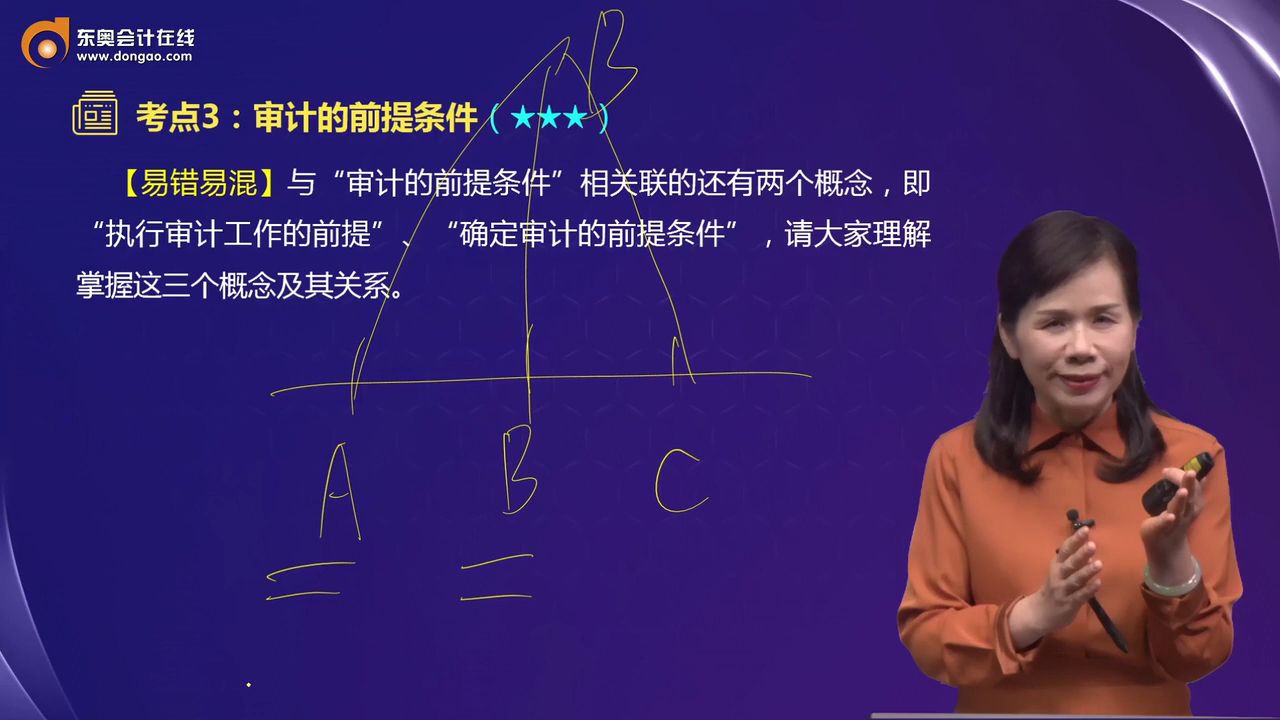 东奥会计在线
www.dongao.com
B
考点3：审计的前提条件（★★★）
【易错易混】与“审计的前提条件”相关联的还有两个概念，即
“执行审计工作的前提”、“确定审计的前提条件”，请大家理解
掌握这三个概念及其关系。
A B C